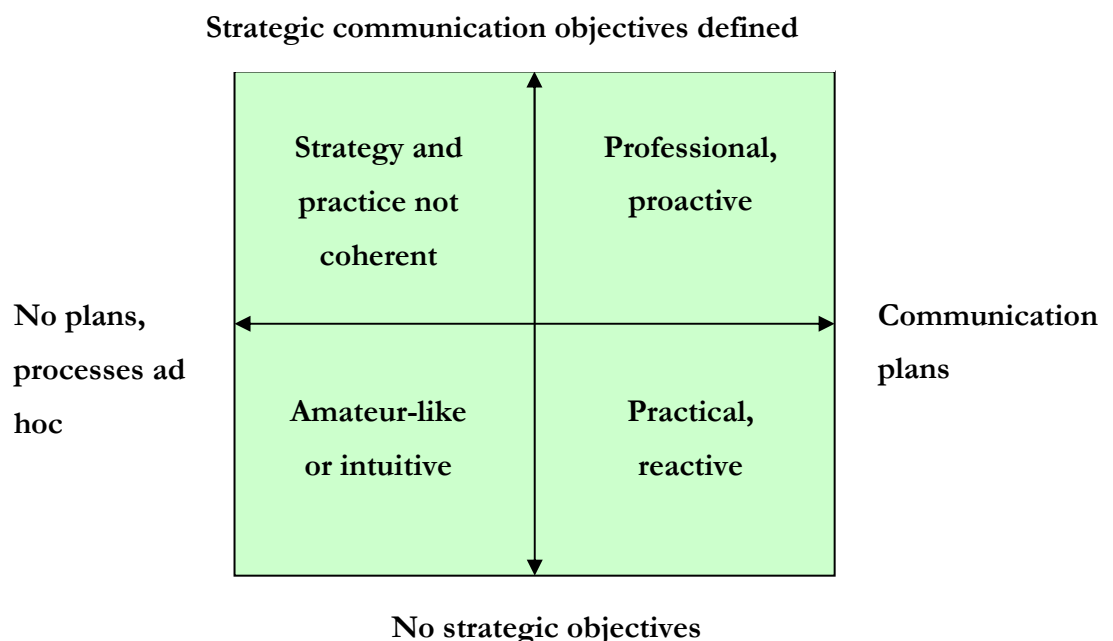 Strategic communication objectives defined
Strategy and
practice not
coherent
Professional,
proactive
No plans,
processes ad
hoc
Communication
plans
Amateur-like
or intuitive
Practical,
reactive
No strategic objectives